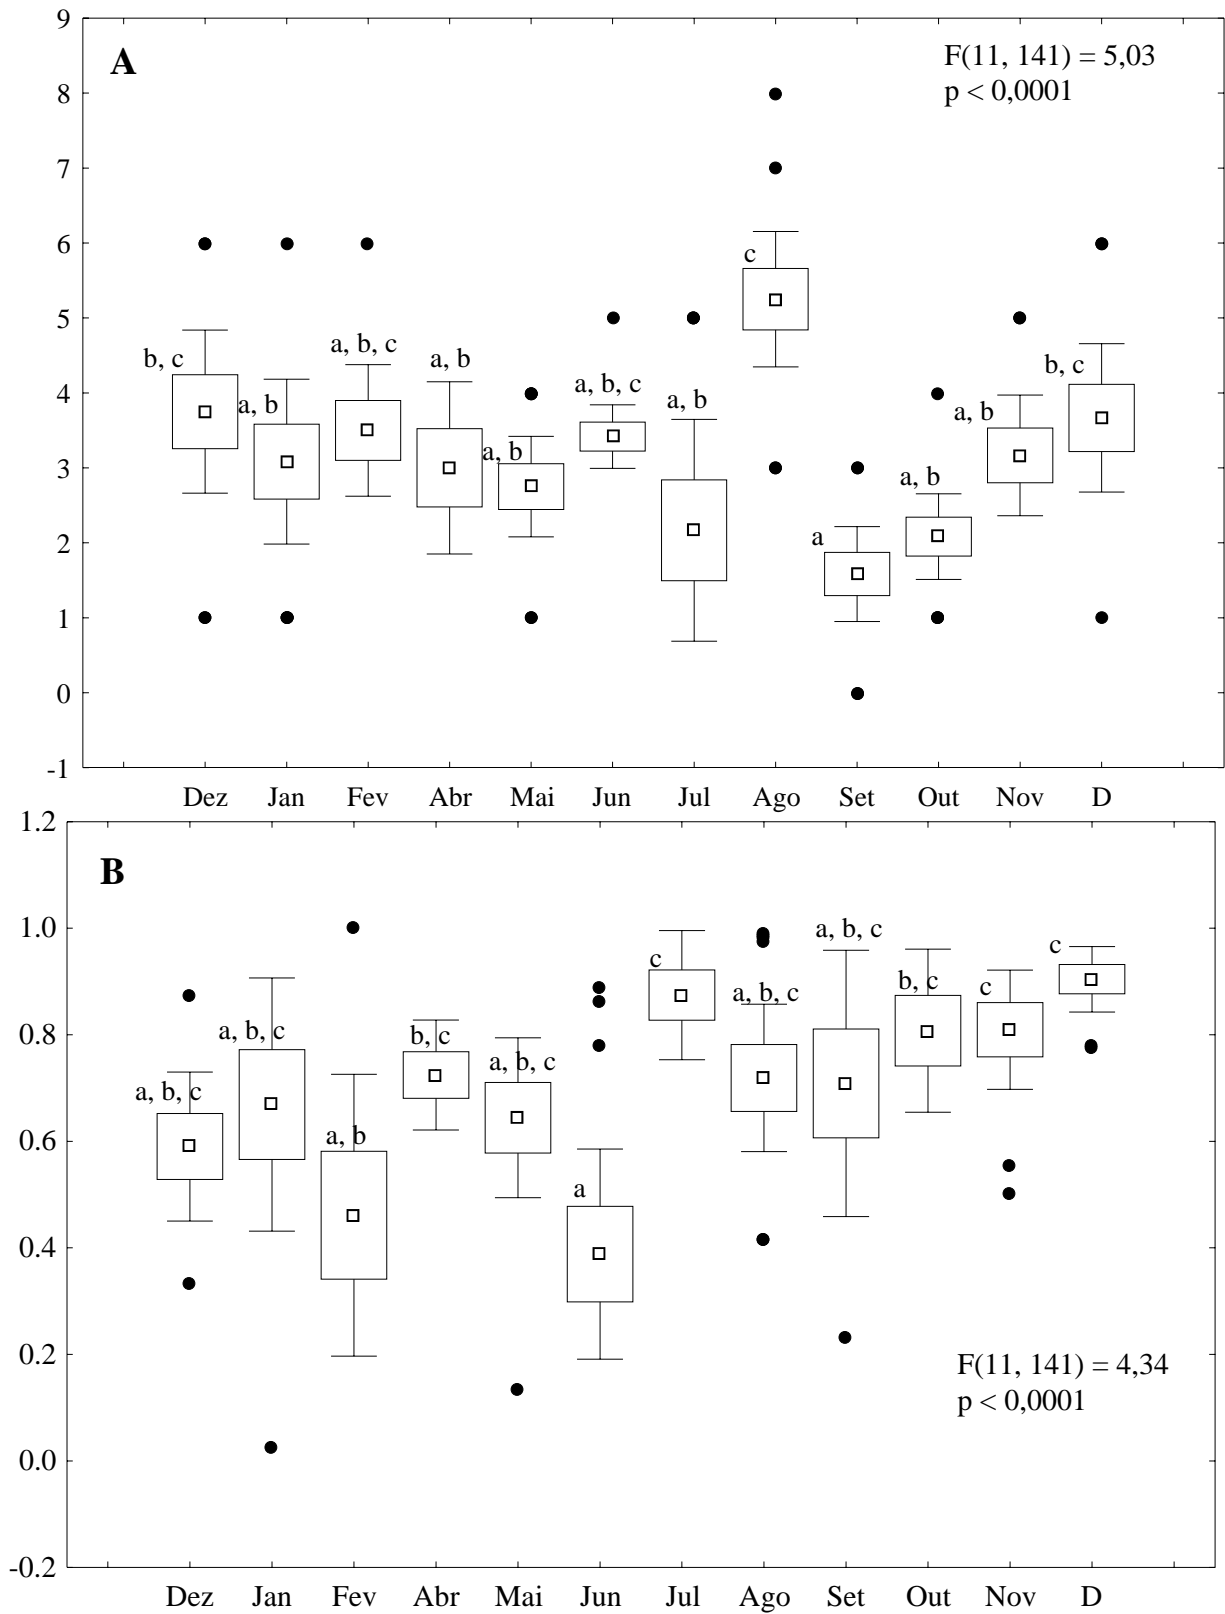 9
A
F(11, 141) = 5,03
p < 0,0001
8
7
6
c
5
a, b, c
a, b
b, c
b, c
a, b, c
4
a, b
a, b
a, b
a, b
3
a, b
2
a
1
0
-1
Dez Jan Fev Abr Mai Jun Jul Ago Set Out Nov D
1.2
B
1.0
a, b, c
c
c
b, c
c
a, b, c
0.8
a, b, c
b, c
a, b, c
a, b, c
0.6
a, b
a
0.4
0.2
F(11, 141) = 4,34
p < 0,0001
0.0
-0.2
Dez Jan Fev Abr Mai Jun Jul Ago Set Out Nov D